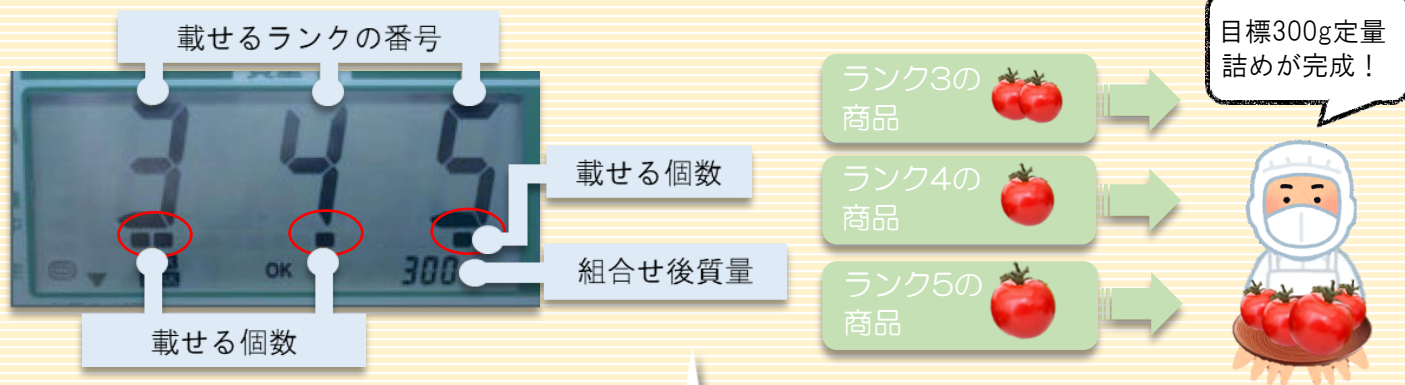 載せるランクの番号
3 4 5
載せる個数
OK 300
組合せ後質量
載せる個数
ランク3の
商品
ランク4の
商品
ランク5の
商品
目標300g定量
詰めが完成！